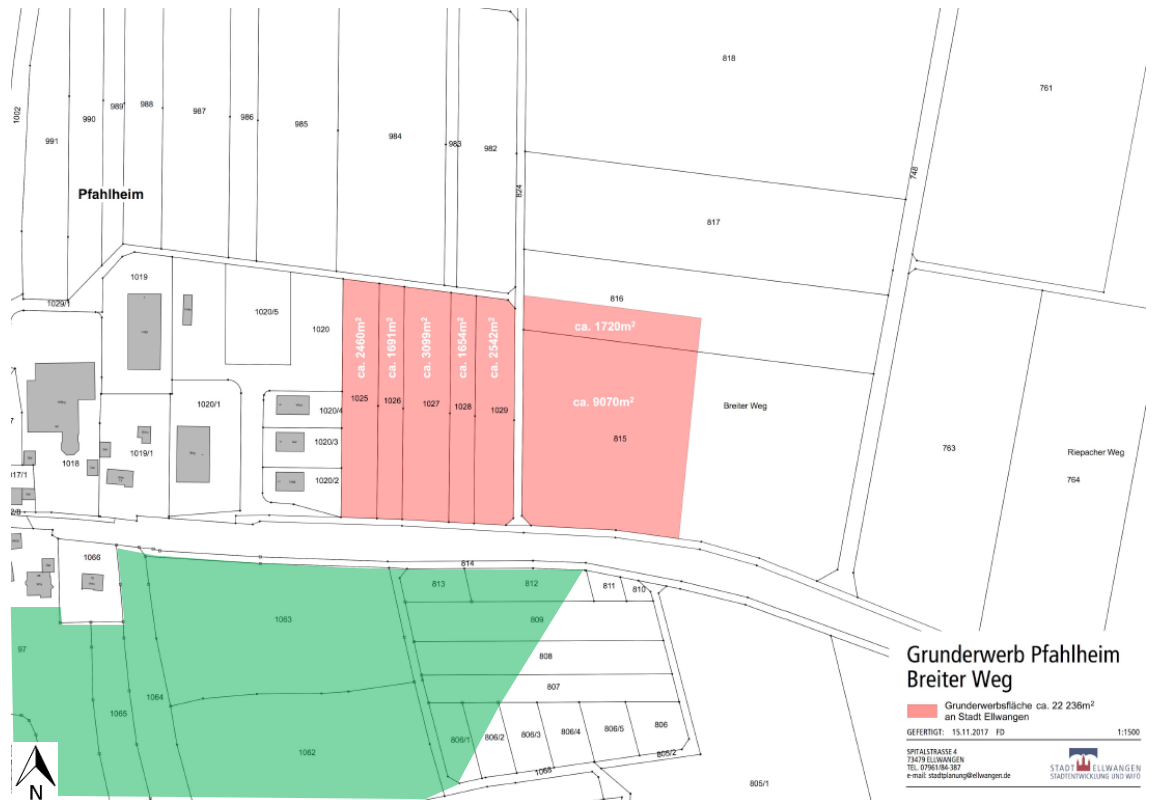 818
761
1002
991
990
989
988
987
986
985
984
983
982
824
748
Pfahlheim
817
1019
1029/1
1020/5
1020
816
ca. 1720m²
ca. 2460m²
ca. 1691m²
ca. 3099m²
ca. 1654m²
ca. 2542m²
1025
1026
1027
1028
1029
ca. 9070m²
815
Breiter Weg
1020/1
1020/4
1020/3
1020/2
1019/1
1018
017/1
763
Riepacher Weg
764
1066
814
813
812
811
810
1063
809
808
807
97
1064
1065
1062
806/1
806/2
806/3
806/4
806/5
806
805/2
1068
805/1
N
Grunderwerb Pfahlheim
Breiter Weg
Grunderwerbsfläche ca. 22 236m²
an Stadt Ellwangen
GEFERTIGT: 15.11.2017 FD 1:1500
SPITALSTRASSE 4
73479 ELLWANGEN
TEL. 07961/84-387
e-mail: stadtplanung@ellwangen.de
STADT ELLWANGEN
STADTENTWICKLUNG UND WIFÖ